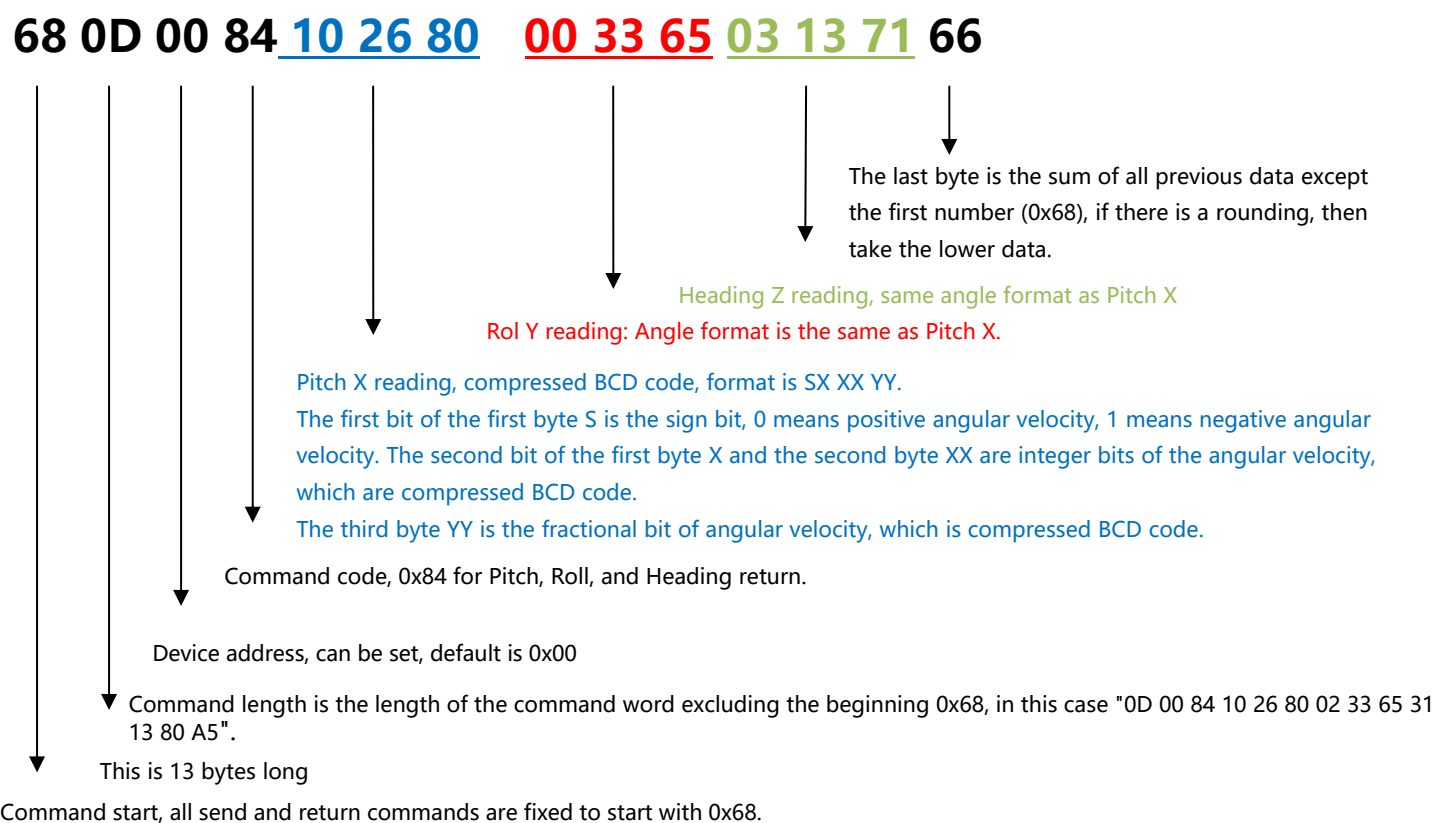 68 0D 00 84 10 26 80 00 33 65 03 13 71 66
The last byte is the sum of all previous data except
the first number (0x68), if there is a rounding, then
take the lower data.
Heading Z reading, same angle format as Pitch X
Rol Y reading: Angle format is the same as Pitch X.
Pitch X reading, compressed BCD code, format is SX XX YY.
The first bit of the first byte S is the sign bit, 0 means positive angular velocity, 1 means negative angular
velocity. The second bit of the first byte X and the second byte XX are integer bits of the angular velocity,
which are compressed BCD code.
The third byte YY is the fractional bit of angular velocity, which is compressed BCD code.
Command code, 0x84 for Pitch, Roll, and Heading return.
Device address, can be set, default is 0x00
Command length is the length of the command word excluding the beginning 0x68, in this case "0D 00 84 10 26 80 02 33 65 31
13 80 A5".
This is 13 bytes long
Command start, all send and return commands are fixed to start with 0x68.